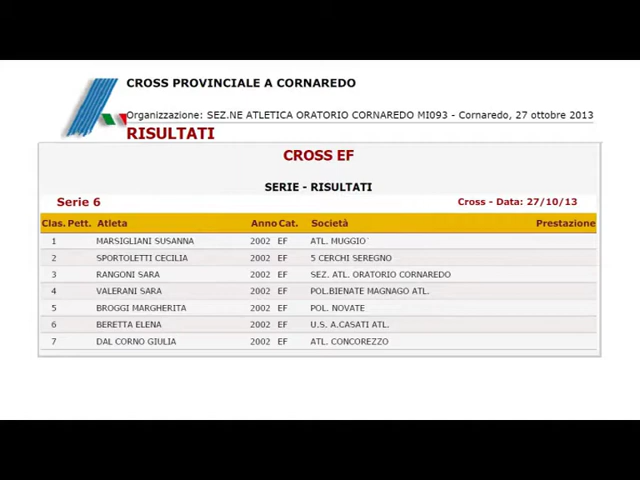 CROSS PROVINCIALE A CORNAREDO
Organizzazione: SEZ.NE ATLETICA ORATORIO CORNAREDO MI093 - Cornaredo, 27 ottobre 2013
RISULTATI
CROSS EF
SERIE - RISULTATI
Serie 6 Cross - Data: 27/10/13
Clas. Pett. Atleta Anno Cat. Società Prestazione
1 MARSIGLIANI SUSANNA 2002 EF ATL. MUGGIO`
2 SPORTOLETTI CECILIA 2002 EF 5 CERCHI SEREGNO
3 RANGONI SARA 2002 EF SEZ. ATL. ORATORIO CORNAREDO
4 VALERANI SARA 2002 EF POL.BIENATE MAGNAGO ATL.
5 BROGGI MARGHERITA 2002 EF POL. NOVATE
6 BERETTA ELENA 2002 EF U.S. A.CASATI ATL.
7 DAL CORNO GIULIA 2002 EF ATL. CONCOREZZO